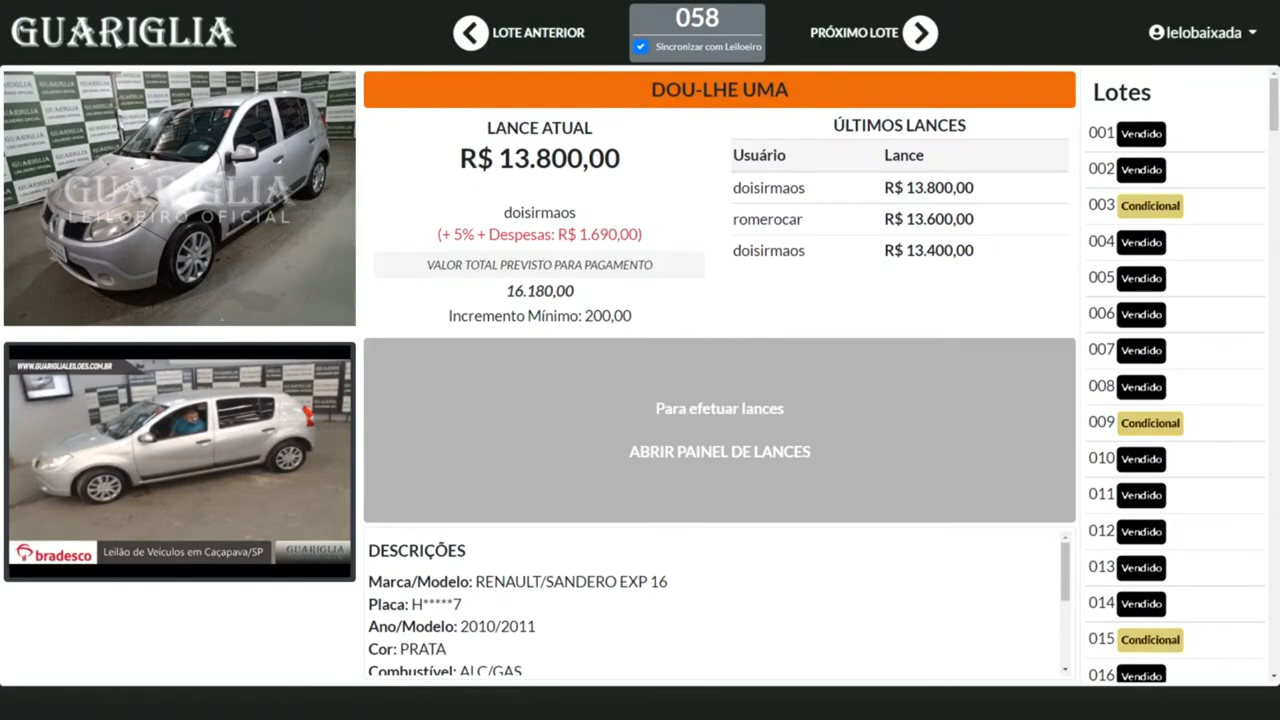 GUARIGLIA
LOTE ANTERIOR
058
Sincronizar com Leiloeiro
PRÓXIMO LOTE
lelobaixada
GUARIGLIA
LEILOEIRO OFICIAL
WWW.GUARIGLIALEILOES.COM.BR
bradesco
Leilão de Veiculos em Caçapava/SP
GUARIGLIA
DOU-LHE UMA
LANCE ATUAL
R$ 13.800,00
doisirmaos
(+ 5% + Despesas: R$ 1.690,00)
VALOR TOTAL PREVISTO PARA PAGAMENTO
16.180,00
Incremento Mínimo: 200,00
ÚLTIMOS LANCES
Usuário Lance
doisirmaos R$ 13.800,00
romerocar R$ 13.600,00
doisirmaos R$ 13.400,00
Para efetuar lances
ABRIR PAINEL DE LANCES
DESCRIÇÕES
Marca/Modelo: RENAULT/SANDERO EXP 16
Placa: H*****7
Ano/Modelo: 2010/2011
Cor: PRATA
Combustível: ALC/GAS
Lotes
001 Vendido
002 Vendido
003 Condicional
004 Vendido
005 Vendido
006 Vendido
007 Vendido
008 Vendido
009 Condicional
010 Vendido
011 Vendido
012 Vendido
013 Vendido
014 Vendido
015 Condicional
016 Vendido